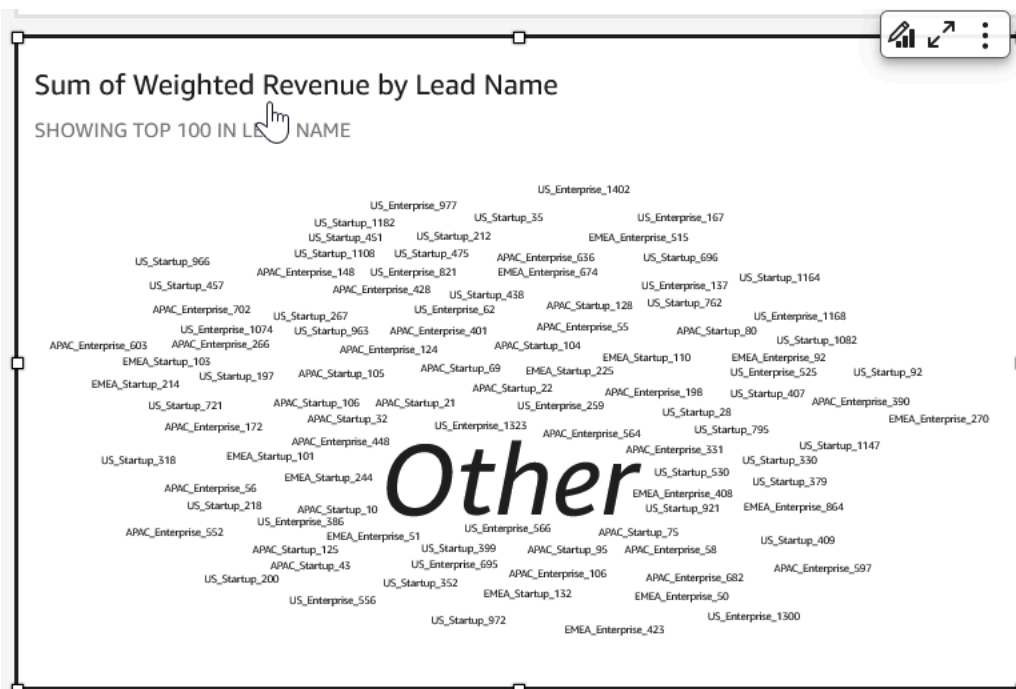 Sum of Weighted Revenue by Lead Name
SHOWING TOP 100 IN NAME
US_Enterprise_1402
US_Enterprise_977
US_Startup_35
US_Enterprise_167
US_Startup_1182
US_Startup_451
US_Startup_212
EMEA_Enterprise_515
US_Startup_1108
US_Startup_475
APAC_Enterprise_636
US_Startup_696
US_Startup_966
APAC_Enterprise_148
US_Enterprise_821
EMEA_Enterprise_674
US_Startup_1164
US_Startup_457
APAC_Enterprise_428
US_Startup_438
US_Enterprise_137
APAC_Startup_128
US_Startup_762
APAC_Enterprise_702
US_Startup_267
US_Enterprise_62
US_Enterprise_1168
US_Enterprise_1074
US_Startup_963
APAC_Enterprise_401
APAC_Enterprise_55
APAC_Startup_80
US_Startup_1082
APAC_Enterprise_603
APAC_Enterprise_266
APAC_Enterprise_124
APAC_Startup_104
EMEA_Startup_110
EMEA_Enterprise_92
EMEA_Startup_103
US_Startup_197
APAC_Startup_105
APAC_Startup_69
EMEA_Startup_225
US_Enterprise_525
US_Startup_92
EMEA_Startup_214
APAC_Startup_22
APAC_Enterprise_198
US_Startup_407
APAC_Enterprise_390
US_Startup_721
APAC_Startup_106
APAC_Startup_21
US_Enterprise_259
US_Startup_28
EMEA_Enterprise_270
APAC_Enterprise_172
APAC_Startup_32
US_Enterprise_1323
APAC_Enterprise_564
US_Startup_795
APAC_Enterprise_448
APAC_Enterprise_331
US_Startup_1147
US_Startup_318
EMEA_Startup_101
US_Startup_330
EMEA_Startup_244
Other
US_Startup_530
US_Startup_379
APAC_Enterprise_56
EMEA_Enterprise_408
US_Startup_218
APAC_Startup_10
US_Startup_921
EMEA_Enterprise_864
US_Enterprise_386
APAC_Enterprise_552
EMEA_Enterprise_51
US_Enterprise_566
APAC_Startup_75
US_Startup_409
APAC_Startup_125
US_Startup_399
APAC_Startup_95
APAC_Enterprise_58
APAC_Startup_43
US_Enterprise_695
APAC_Enterprise_106
APAC_Enterprise_597
US_Startup_200
US_Startup_352
APAC_Enterprise_682
US_Enterprise_556
EMEA_Startup_132
EMEA_Enterprise_50
US_Startup_972
US_Enterprise_1300
EMEA_Enterprise_423